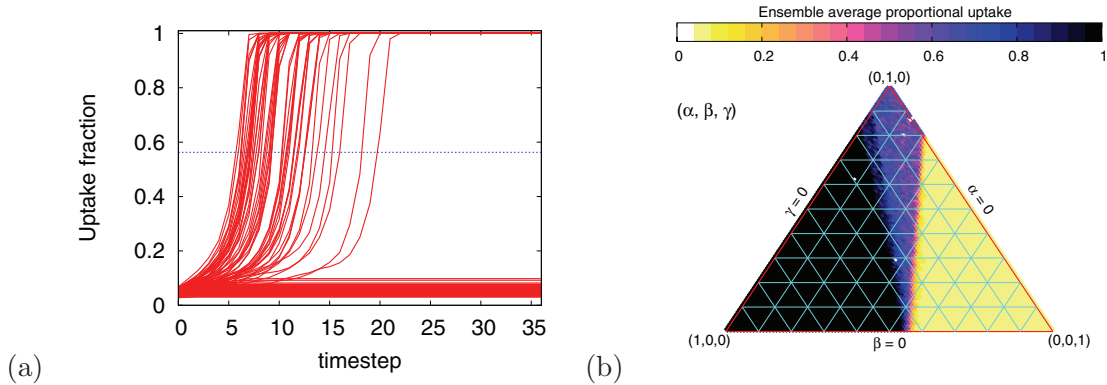 Uptake fraction
1
0.8
0.6
0.4
0.2
0
0 5 10 15 20 25 30 35
timestep
(a)
Ensemble average proportional uptake
0 0.2 0.4 0.6 0.8 1
(0,1,0)
(α, β, γ)
γ = 0
α = 0
(1,0,0)
β = 0
(0,0,1)
(b)